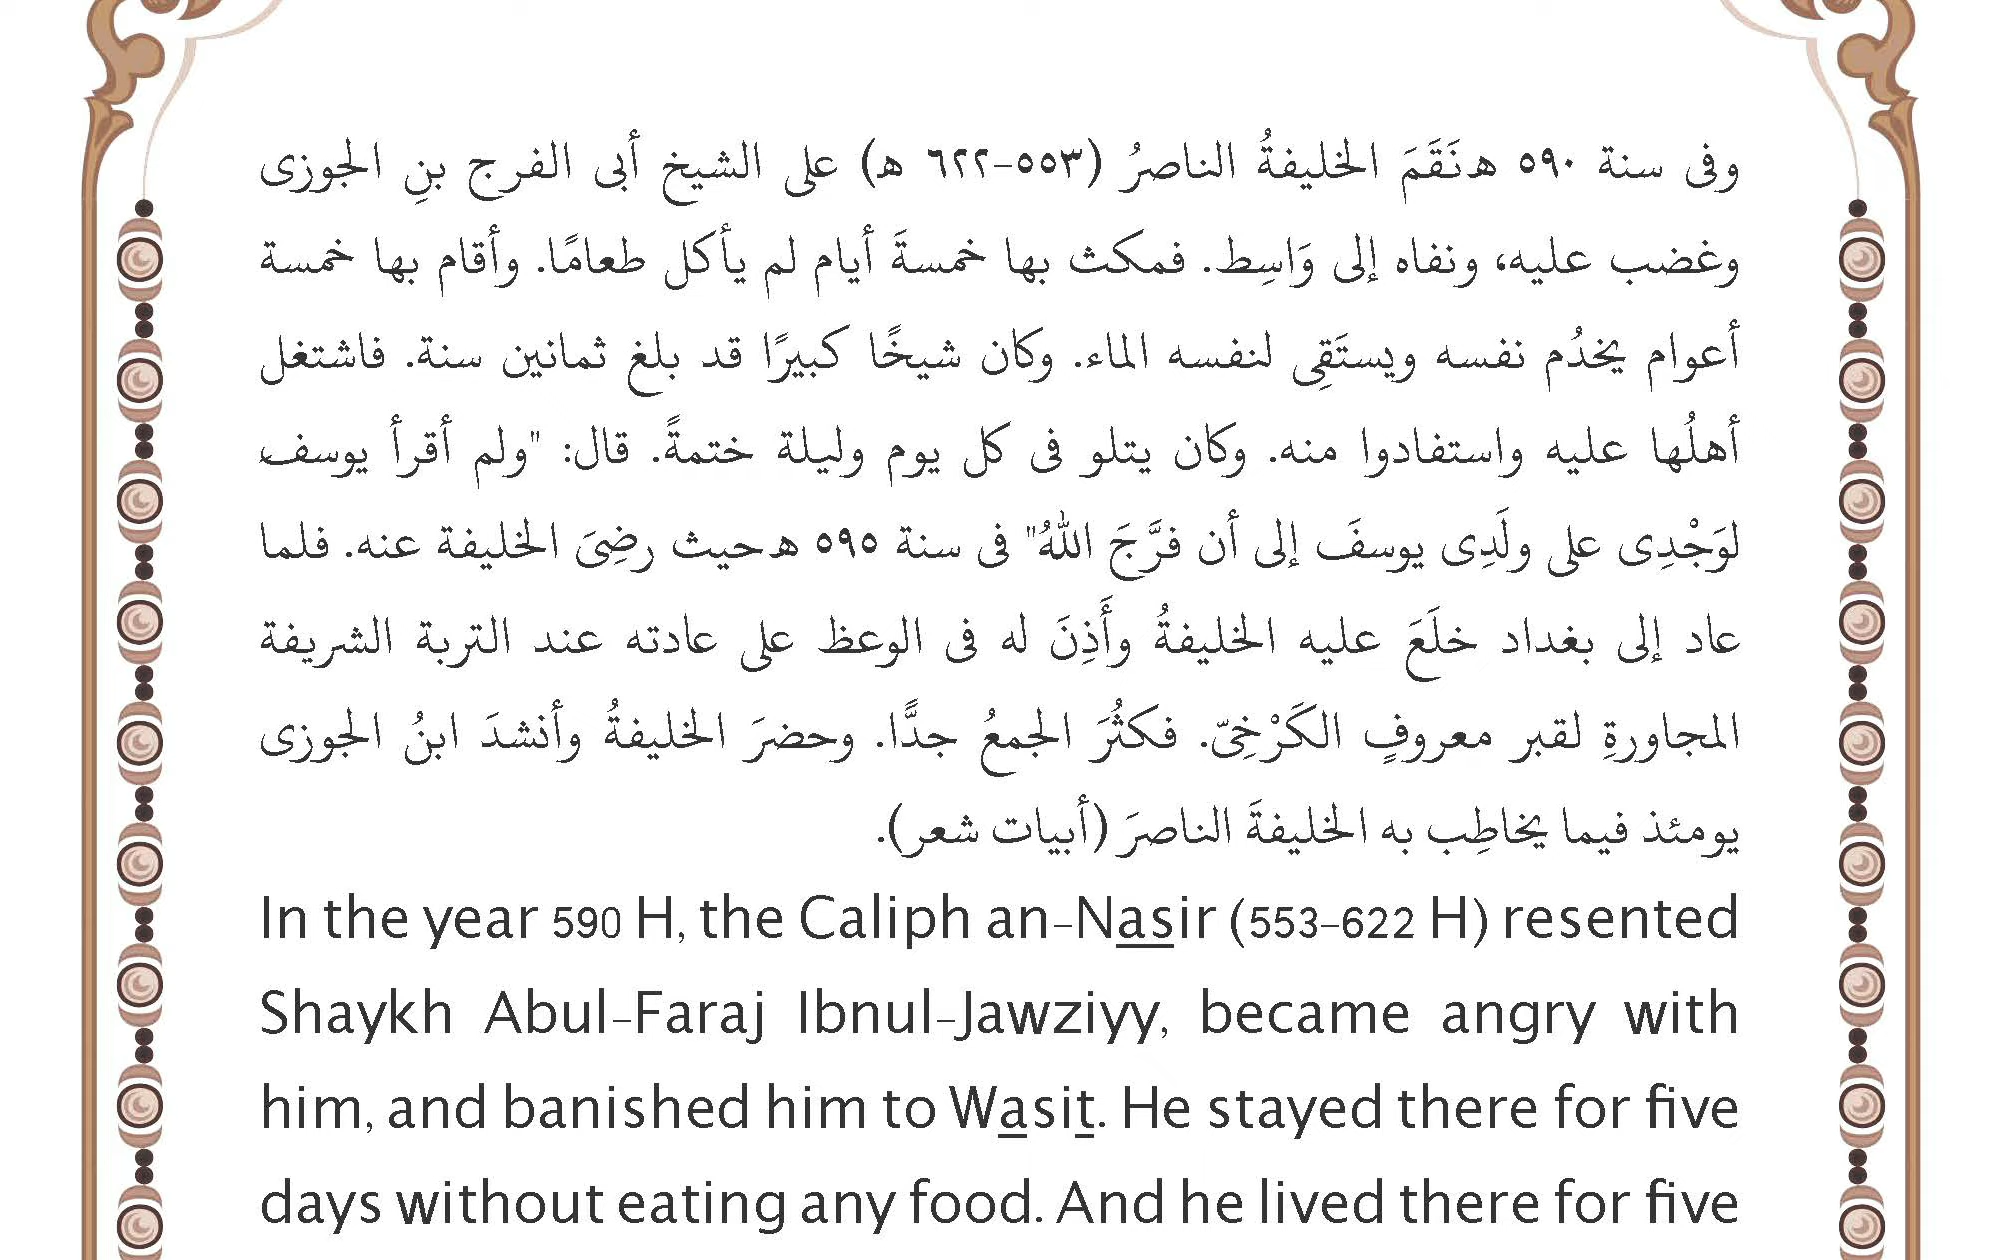 وفى سنة ٥٩٠ هـ نَقَمَ الخليفةُ الناصرُ (٥٥٣-٦٢٢ هـ) على الشيخ أبى الفرج بنِ الجوزى
وغضب عليه، ونفاه إلى وَاسِط. فمكث بها خمسةَ أيام لم يأكل طعامًا. وأقام بها خمسة
أعوام يخدُم نفسه ويستَقِى لنفسه الماء. وكان شيخًا كبيرًا قد بلغ ثمانين سنة. فاشتغل
أهلُها عليه واستفادوا منه. وكان يتلو فى كل يوم وليلة ختمةً. قال: "ولم أقرأ يوسف
لوَجْدِى على ولَدِى يوسفَ إلى أن فرَّجَ اللهُ" فى سنة ٥٩٥ هـ حيث رضِىَ الخليفة عنه. فلما
عاد إلى بغداد خلَعَ عليه الخليفةُ وأَذِنَ له فى الوعظ على عادته عند التربة الشريفة
المجاورةِ لقبر معروفٍ الكَرْخِىّ. فكثُرَ الجمعُ جدًّا. وحضرَ الخليفةُ وأنشدَ ابنُ الجوزى
يومئذ فيما يخاطِب به الخليفةَ الناصرَ (أبيات شعر).
In the year 590 H, the Caliph an-Nasir (553-622 H) resented
Shaykh Abul-Faraj Ibnul-Jawziyy, became angry with
him, and banished him to Wasit. He stayed there for five
days without eating any food. And he lived there for five